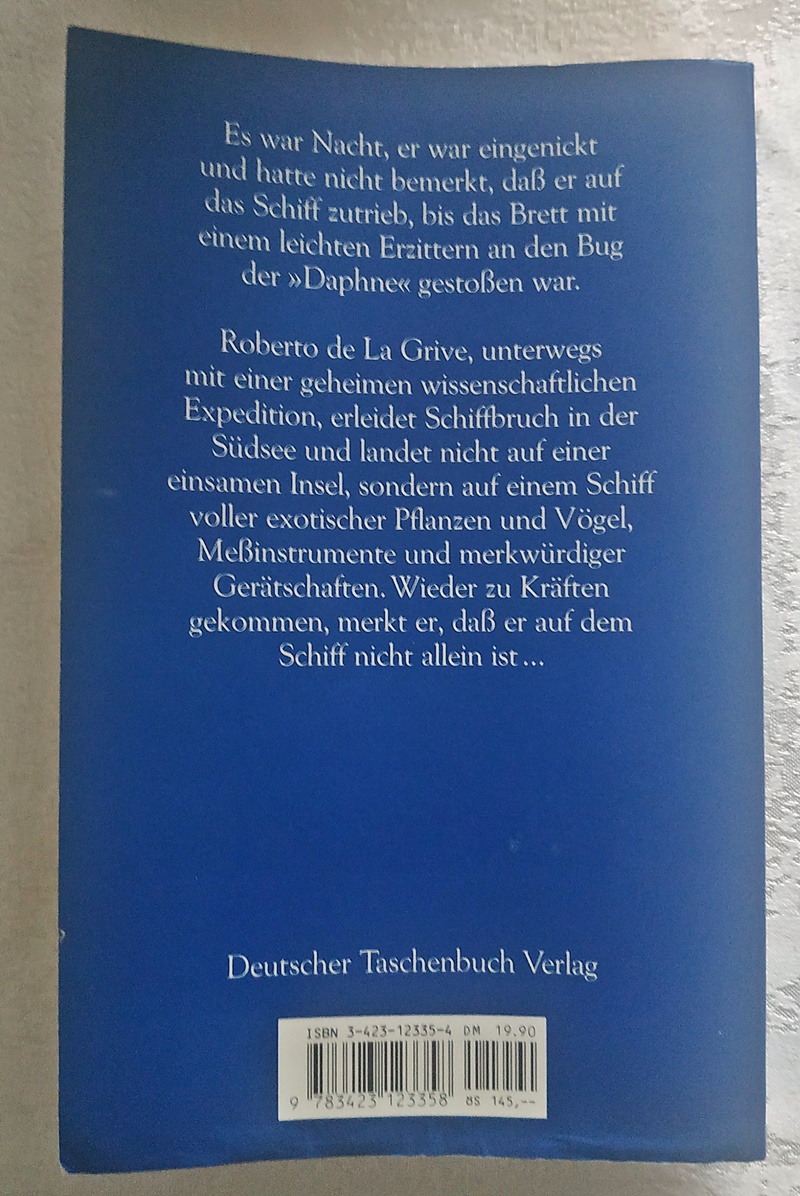 Es war Nacht, er war eingenickt
und hatte nicht bemerkt, daß er auf
das Schiff zutrieb, bis das Brett mit
einem leichten Erzittern an den Bug
der »Daphne« gestoßen war.
Roberto de La Grive, unterwegs
mit einer geheimen wissenschaftlichen
Expedition, erleidet Schiffbruch in der
Südsee und landet nicht auf einer
einsamen Insel, sondern auf einem Schiff
voller exotischer Pflanzen und Vögel,
Meßinstrumente und merkwürdiger
Gerätschaften. Wieder zu Kräften
gekommen, merkt er, daß er auf dem
Schiff nicht allein ist...
Deutscher Taschenbuch Verlag
ISBN 3-423-12335-4 DM 19.90
9 783423 123358 öS 145,--